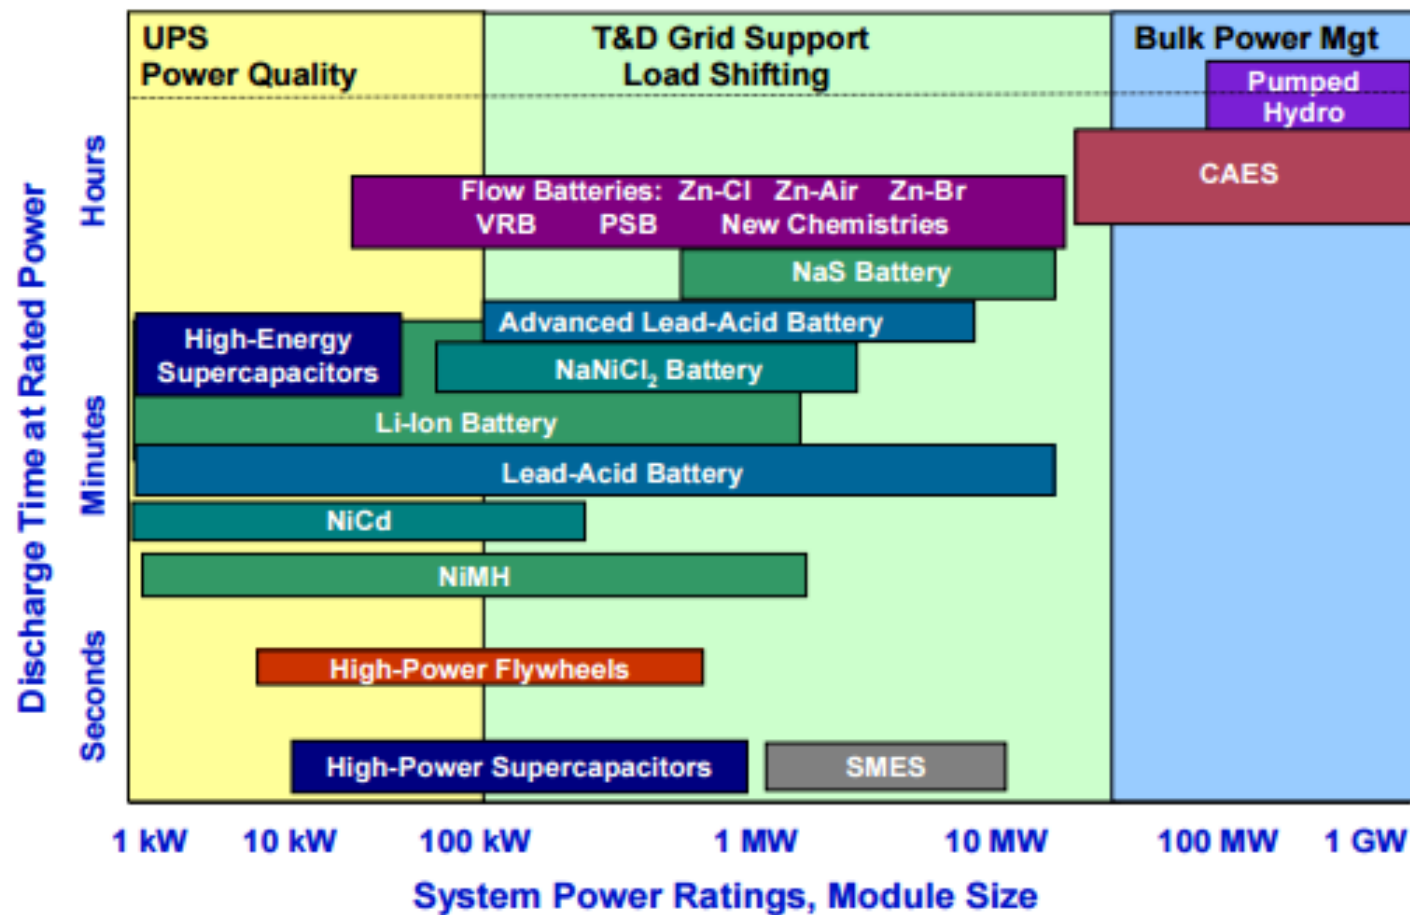 UPS
Power Quality
T&D Grid Support
Load Shifting
Bulk Power Mgt
Pumped
Hydro
CAES
Flow Batteries: Zn-Cl Zn-Air Zn-Br
VRB PSB New Chemistries
NaS Battery
Advanced Lead-Acid Battery
High-Energy
Supercapacitors
NaNiCl₂ Battery
Li-Ion Battery
Lead-Acid Battery
NiCd
NiMH
High-Power Flywheels
High-Power Supercapacitors
SMES
Discharge Time at Rated Power
Hours
Minutes
Seconds
1 kW 10 kW 100 kW 1 MW 10 MW 100 MW 1 GW
System Power Ratings, Module Size